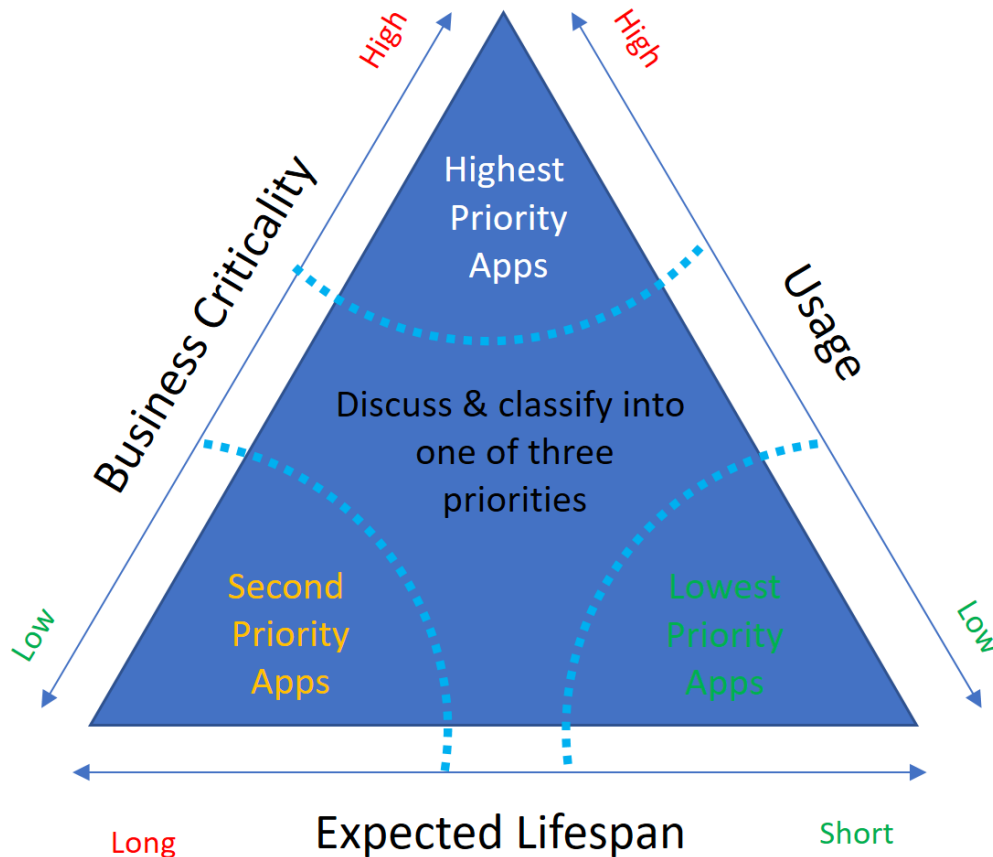 High
High
Highest
Priority
Apps
Business Criticality
Usage
Discuss & classify into
one of three
priorities
Second
Priority
Apps
Lowest
Priority
Apps
Low
Low
Long
Expected Lifespan
Short